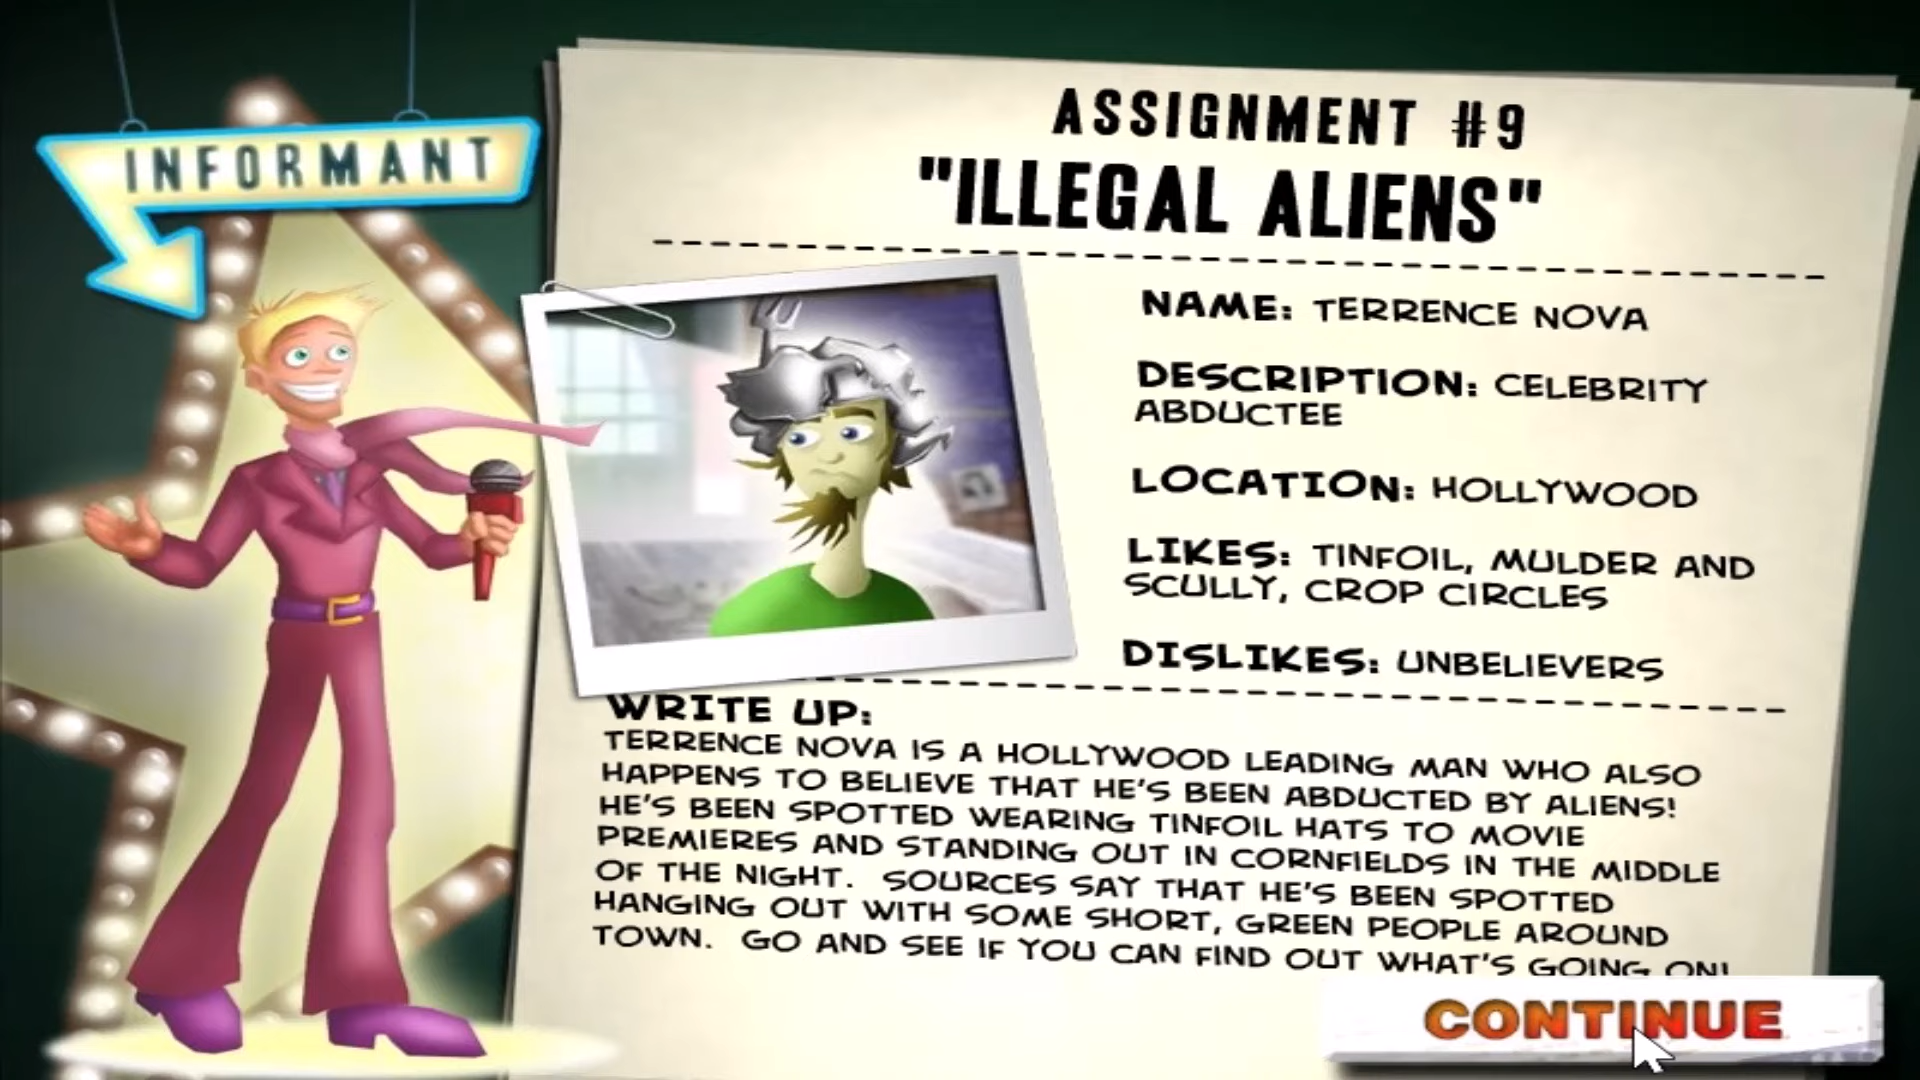 INFORMANT
ASSIGNMENT #9
"ILLEGAL ALIENS"
NAME: TERRENCE NOVA
DESCRIPTION: CELEBRITY
ABDUCTEE
LOCATION: HOLLYWOOD
LIKES: TINFOIL, MULDER AND
SCULLY, CROP CIRCLES
DISLIKES: UNBELIEVERS
WRITE UP:
TERRENCE NOVA IS A HOLLYWOOD LEADING MAN WHO ALSO
HAPPENS TO BELIEVE THAT HE'S BEEN ABDUCTED BY ALIENS!
HE'S BEEN SPOTTED WEARING TINFOIL HATS TO MOVIE
PREMIERES AND STANDING OUT IN CORNFIELDS IN THE MIDDLE
OF THE NIGHT. SOURCES SAY THAT HE'S BEEN SPOTTED
HANGING OUT WITH SOME SHORT, GREEN PEOPLE AROUND
TOWN. GO AND SEE IF YOU CAN FIND OUT WHAT'S GOING ON!
CONTINUE